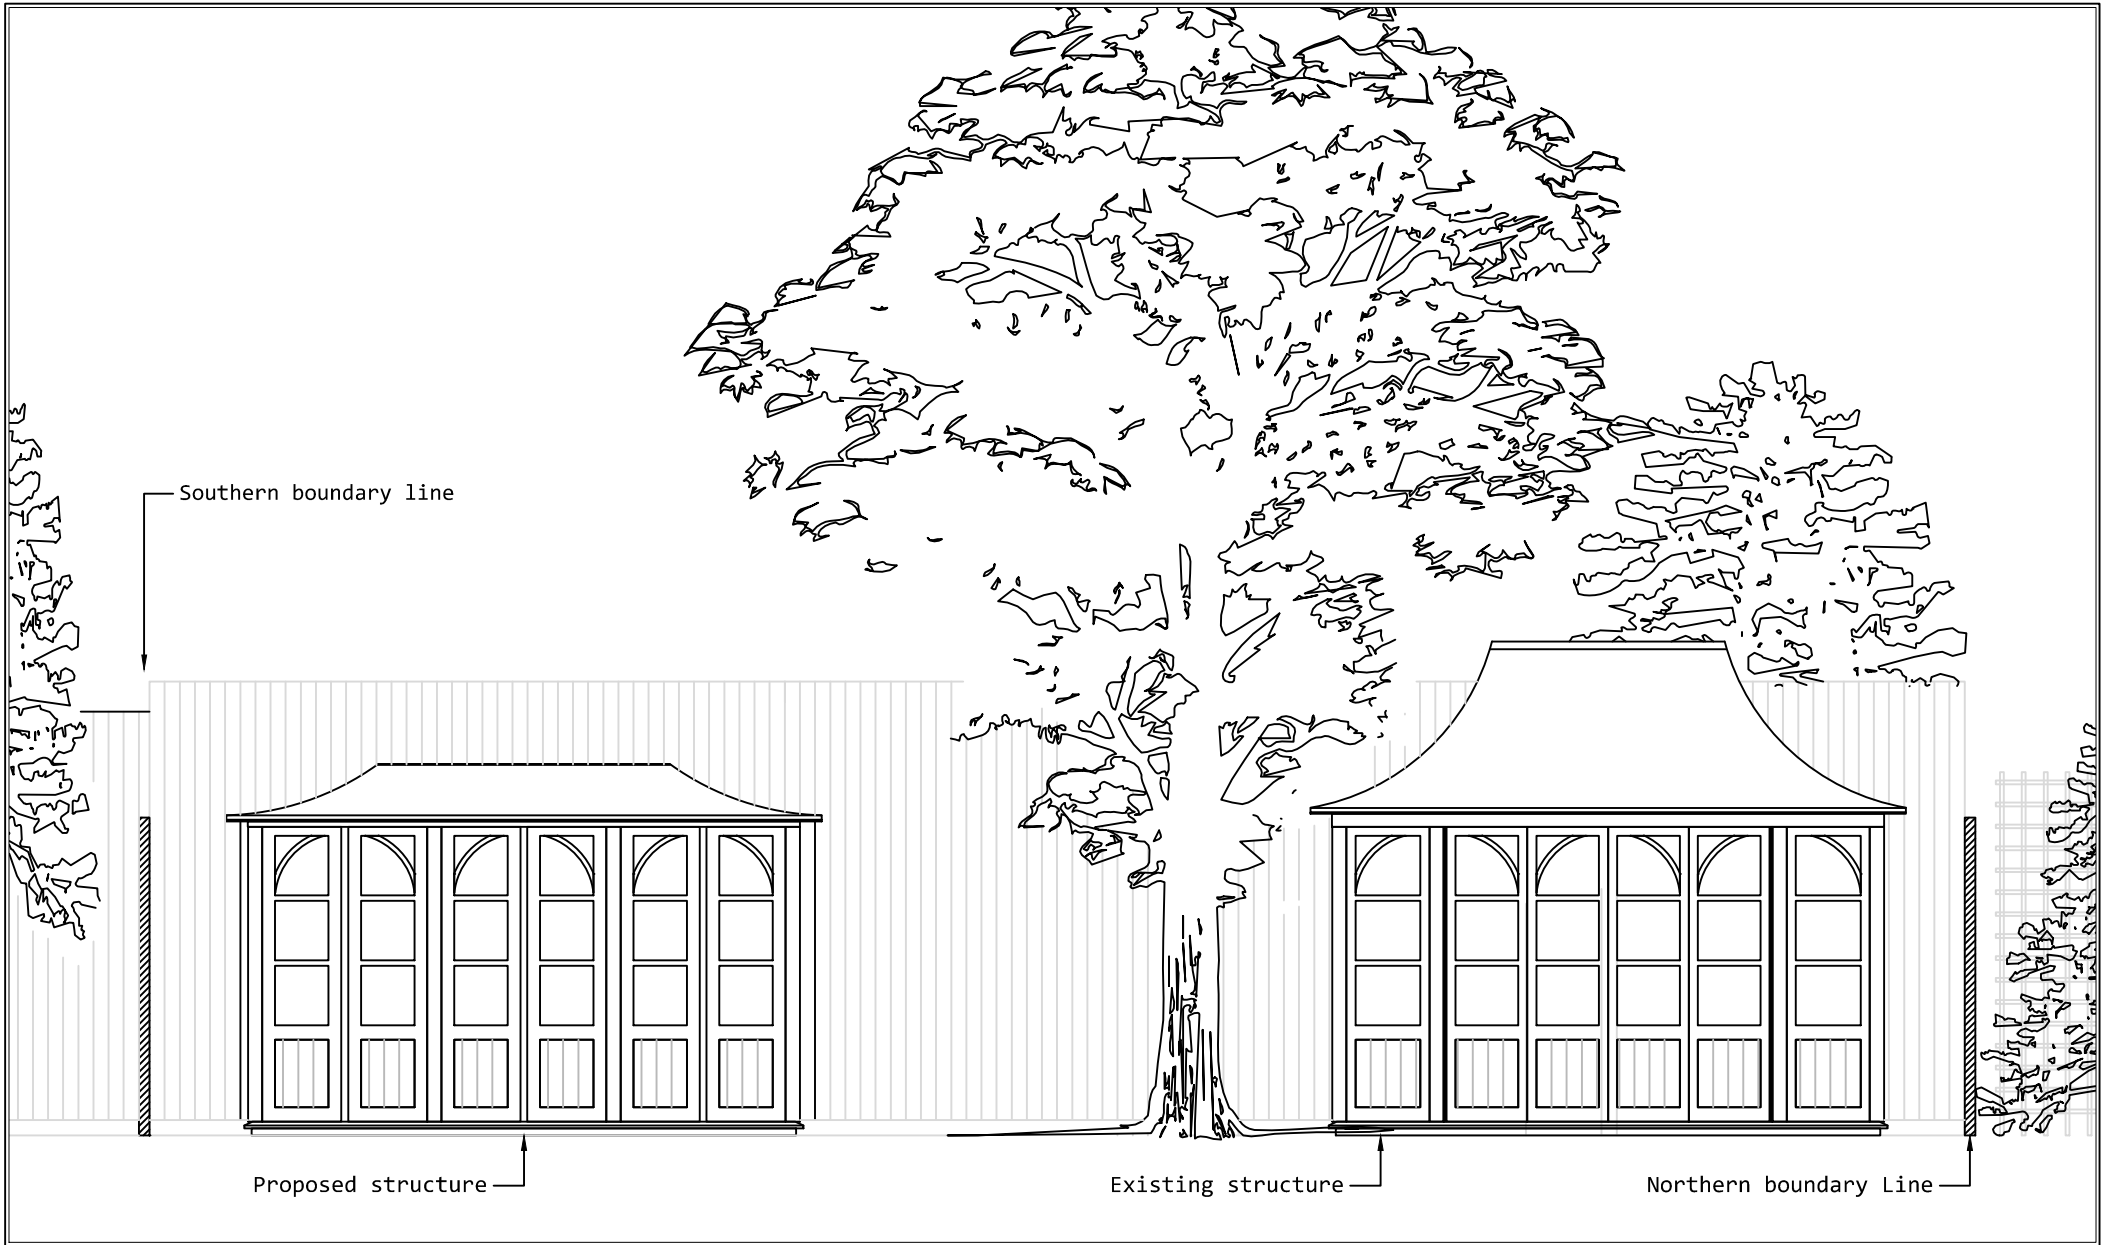 Southern boundary line
Proposed structure
Existing structure
Northern boundary Line